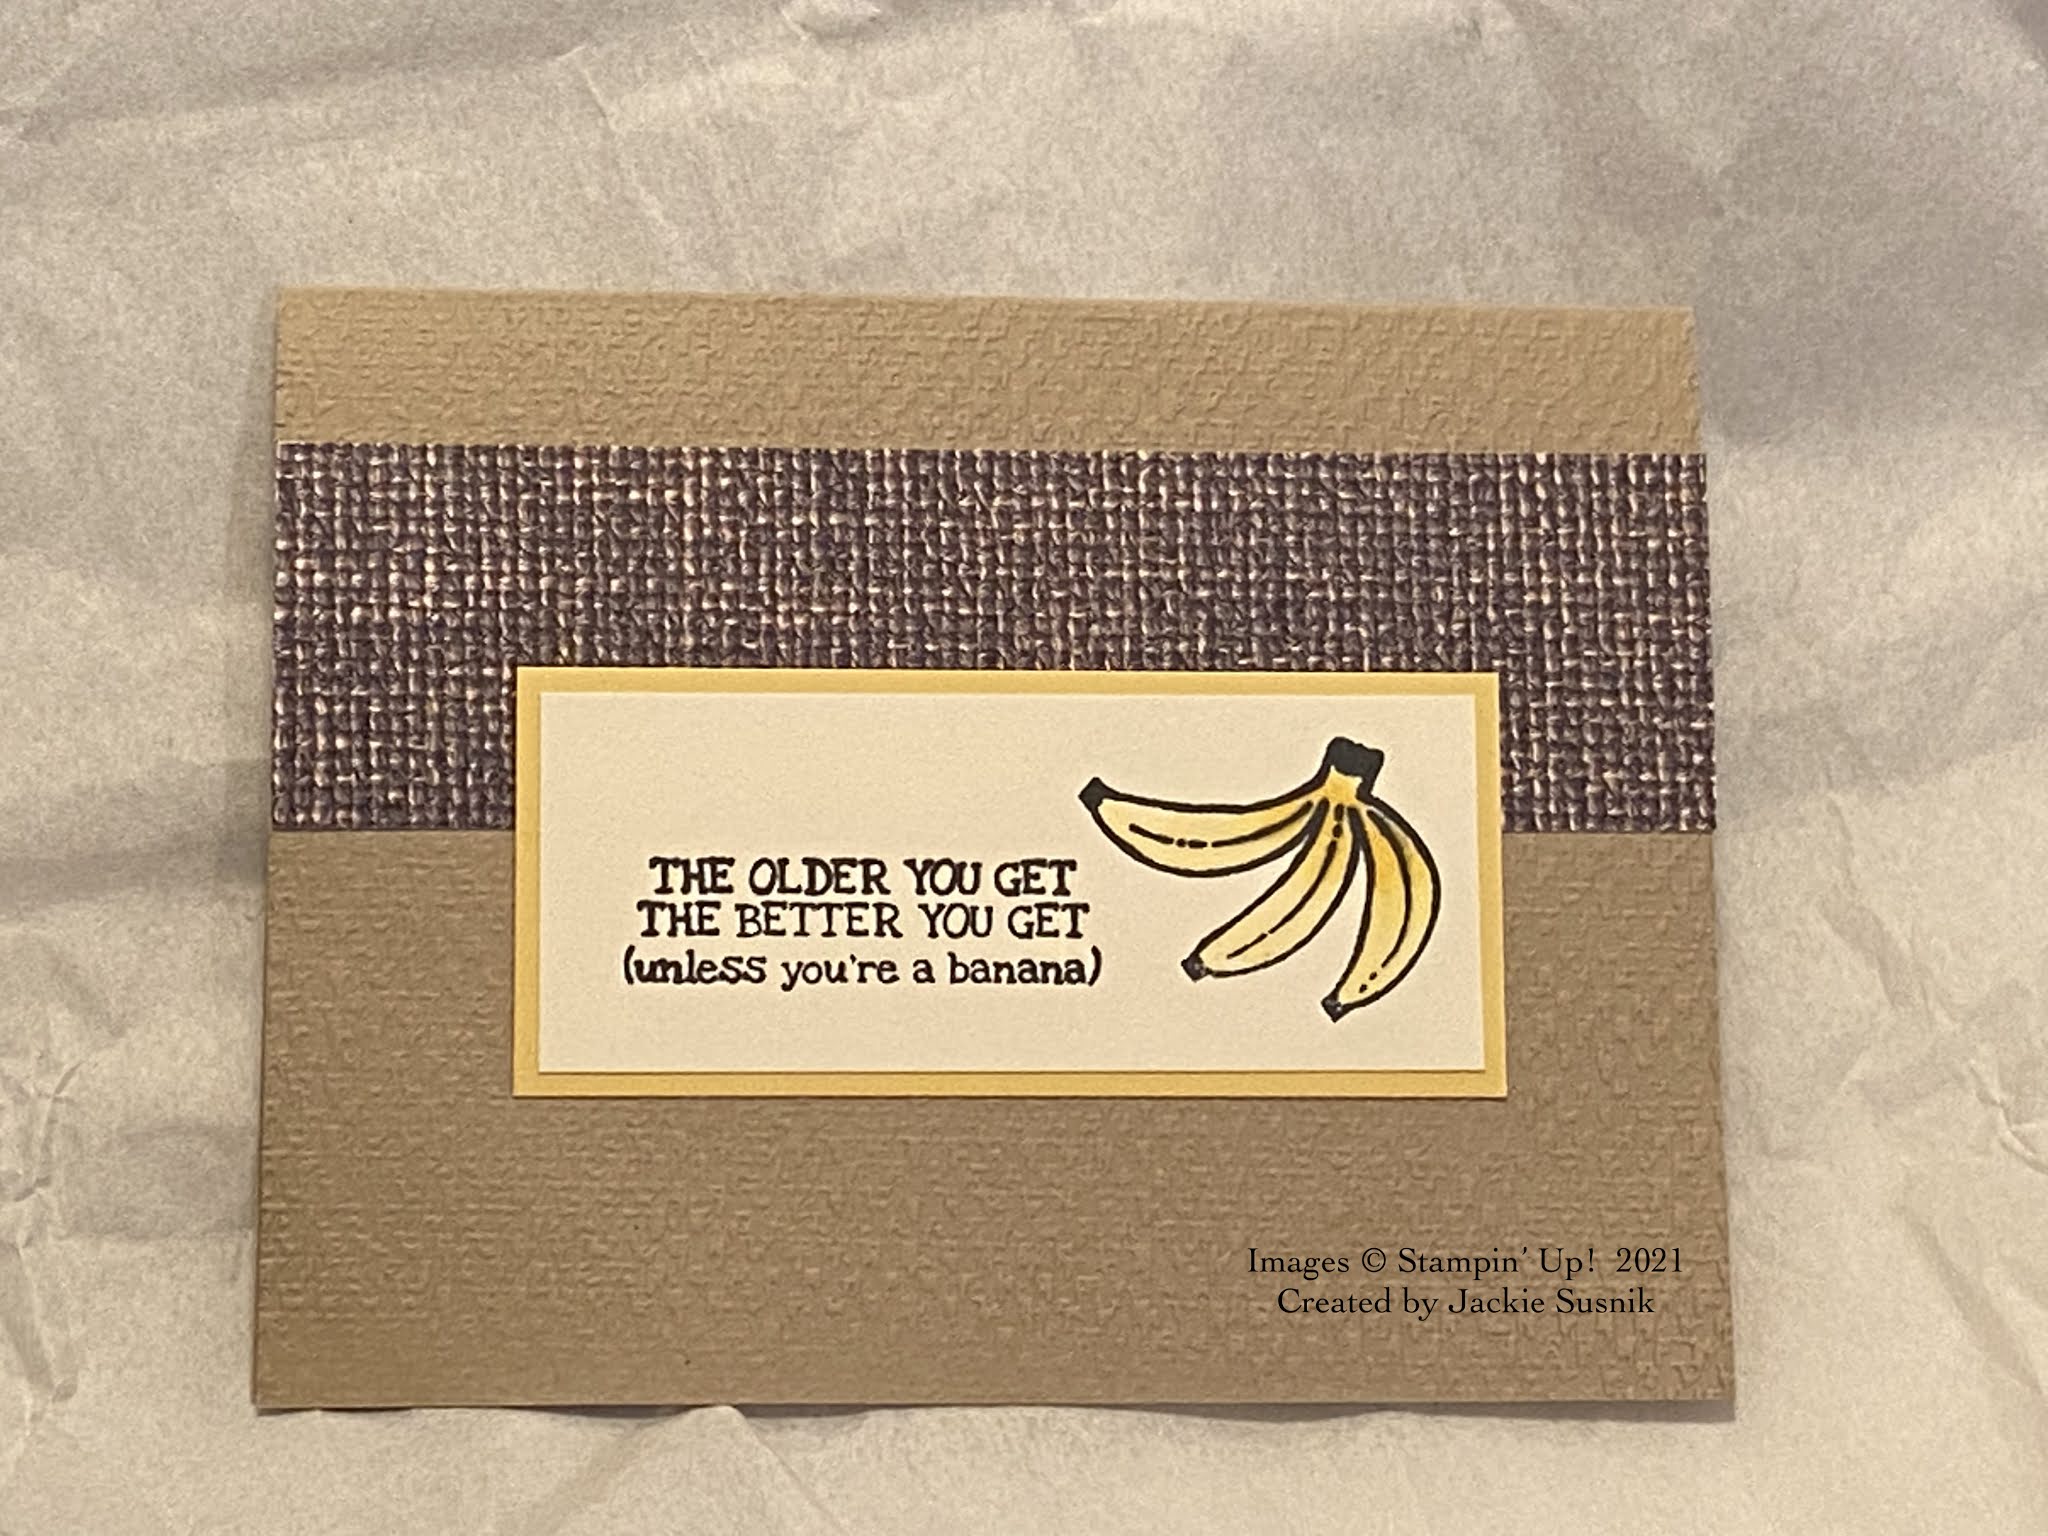 THE OLDER YOU GET
THE BETTER YOU GET
(unless you're a banana)
Images © Stampin' Up! 2021
Created by Jackie Susnik